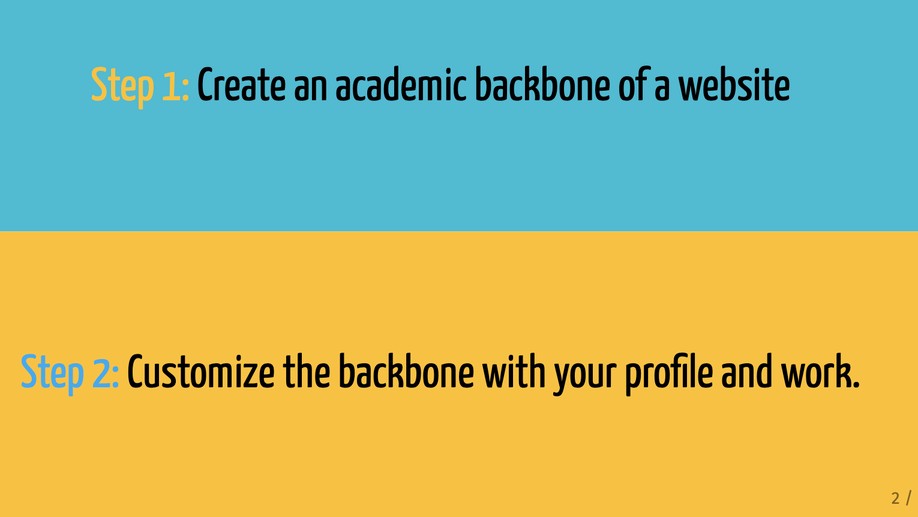 Step 1: Create an academic backbone of a website
Step 2: Customize the backbone with your profile and work.
2 /